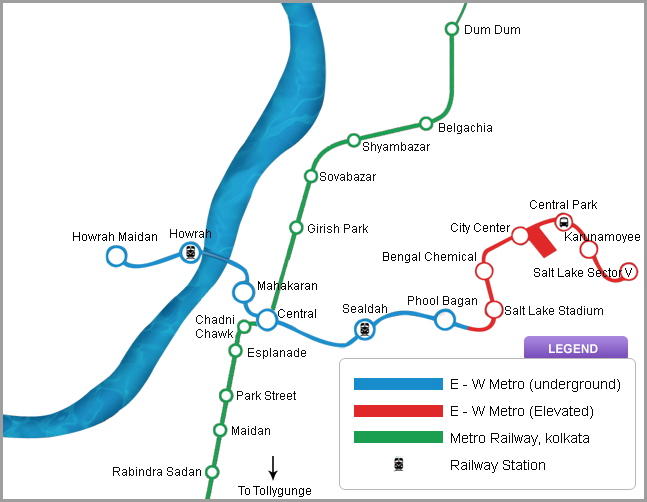 Dum Dum
Belgachia
Shyambazar
Sovabazar
Central Park
Girish Park
City Center
Howrah Maidan
Howrah
Karunamoyee
Bengal Chemical
Salt Lake Sector V
Mahakaran
Phool Bagan
Sealdah
Salt Lake Stadium
Central
Chadni
Chawk
Esplanade
LEGEND
E - W Metro (underground)
Park Street
E - W Metro (Elevated)
Maidan
Metro Railway, kolkata
Rabindra Sadan
Railway Station
To Tollygunge